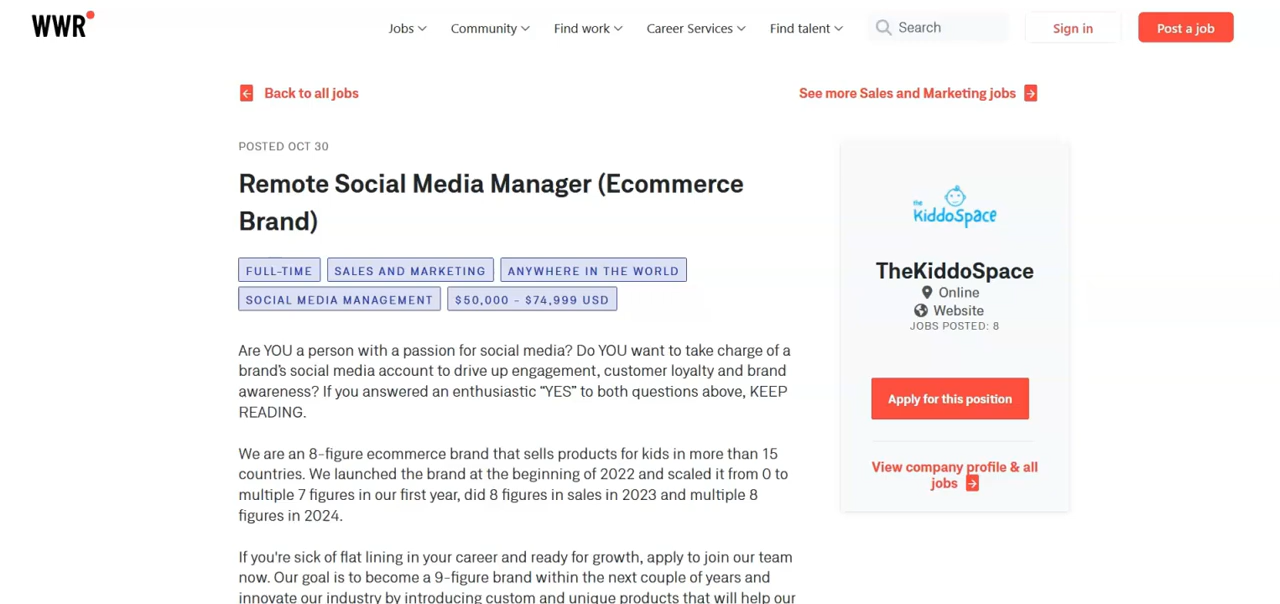 WWR
Jobs
Community
Find work
Career Services
Find talent
Search
Sign in
Post a job
Back to all jobs
See more Sales and Marketing jobs
POSTED OCT 30
Remote Social Media Manager (Ecommerce
Brand)
FULL-TIME
SALES AND MARKETING
ANYWHERE IN THE WORLD
SOCIAL MEDIA MANAGEMENT
$50,000 - $74,999 USD
Are YOU a person with a passion for social media? Do YOU want to take charge of a
brand's social media account to drive up engagement, customer loyalty and brand
awareness? If you answered an enthusiastic “YES” to both questions above, KEEP
READING.
We are an 8-figure ecommerce brand that sells products for kids in more than 15
countries. We launched the brand at the beginning of 2022 and scaled it from 0 to
multiple 7 figures in our first year, did 8 figures in sales in 2023 and multiple 8
figures in 2024.
If you're sick of flat lining in your career and ready for growth, apply to join our team
now. Our goal is to become a 9-figure brand within the next couple of years and
innovate our industry by introducing custom and unique products that will help our
the
KiddoSpace
TheKiddoSpace
Online
Website
JOBS POSTED: 8
Apply for this position
View company profile & all
jobs